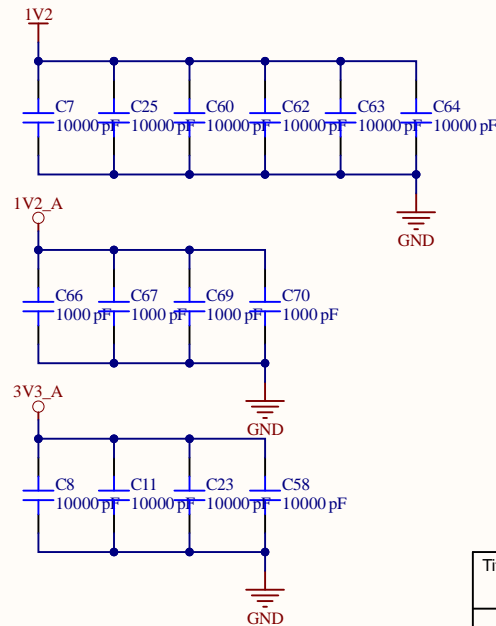 1V2
C7 C25 C60 C62 C63 C64
10000 pF 10000 pF 10000 pF 10000 pF 10000 pF 10000 pF
GND
1V2_A
C66 C67 C69 C70
1000 pF 1000 pF 1000 pF 1000 pF
GND
3V3_A
C8 C11 C23 C58
10000 pF 10000 pF 10000 pF 10000 pF
GND